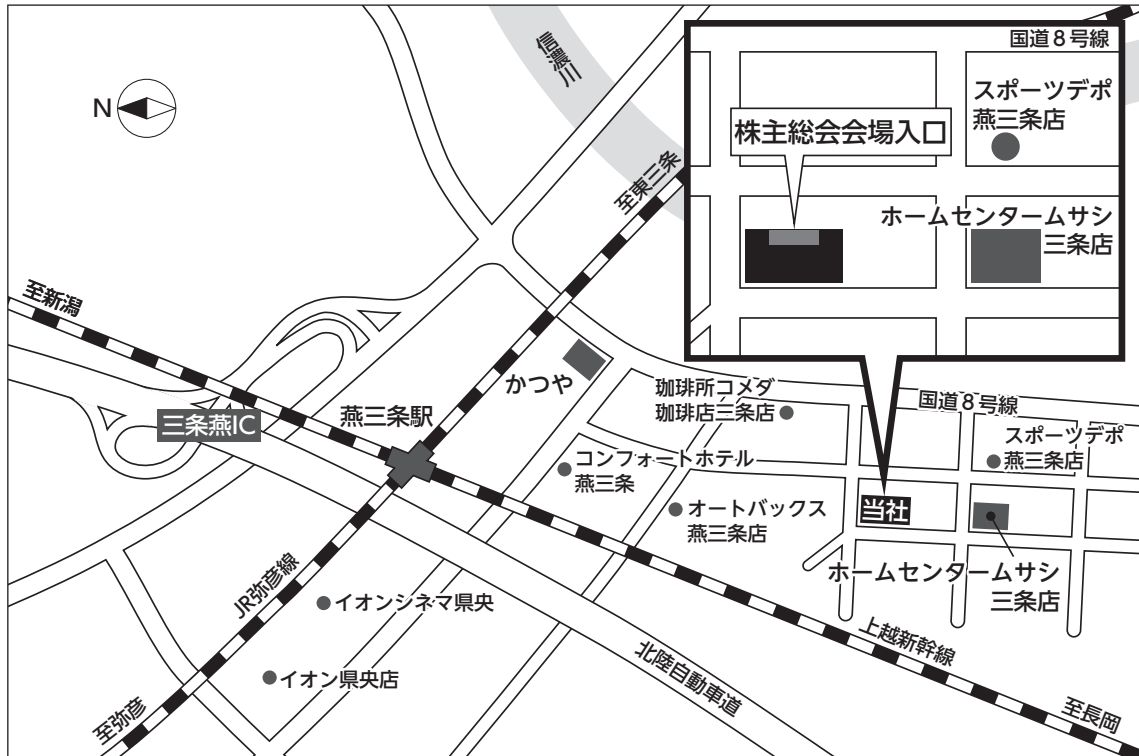 N
信濃川
至東三条
国道８号線
スポーツデポ
燕三条店
株主総会会場入口
ホームセンタームサシ
三条店
至新潟
三条燕IC
燕三条駅
かつや
珈琲所コメダ
珈琲店三条店
国道８号線
スポーツデポ
燕三条店
コンフォートホテル
燕三条
オートバックス
燕三条店
当社
ホームセンタームサシ
三条店
JR弥彦線
イオンシネマ県央
イオン県央店
至弥彦
北陸自動車道
上越新幹線
至長岡